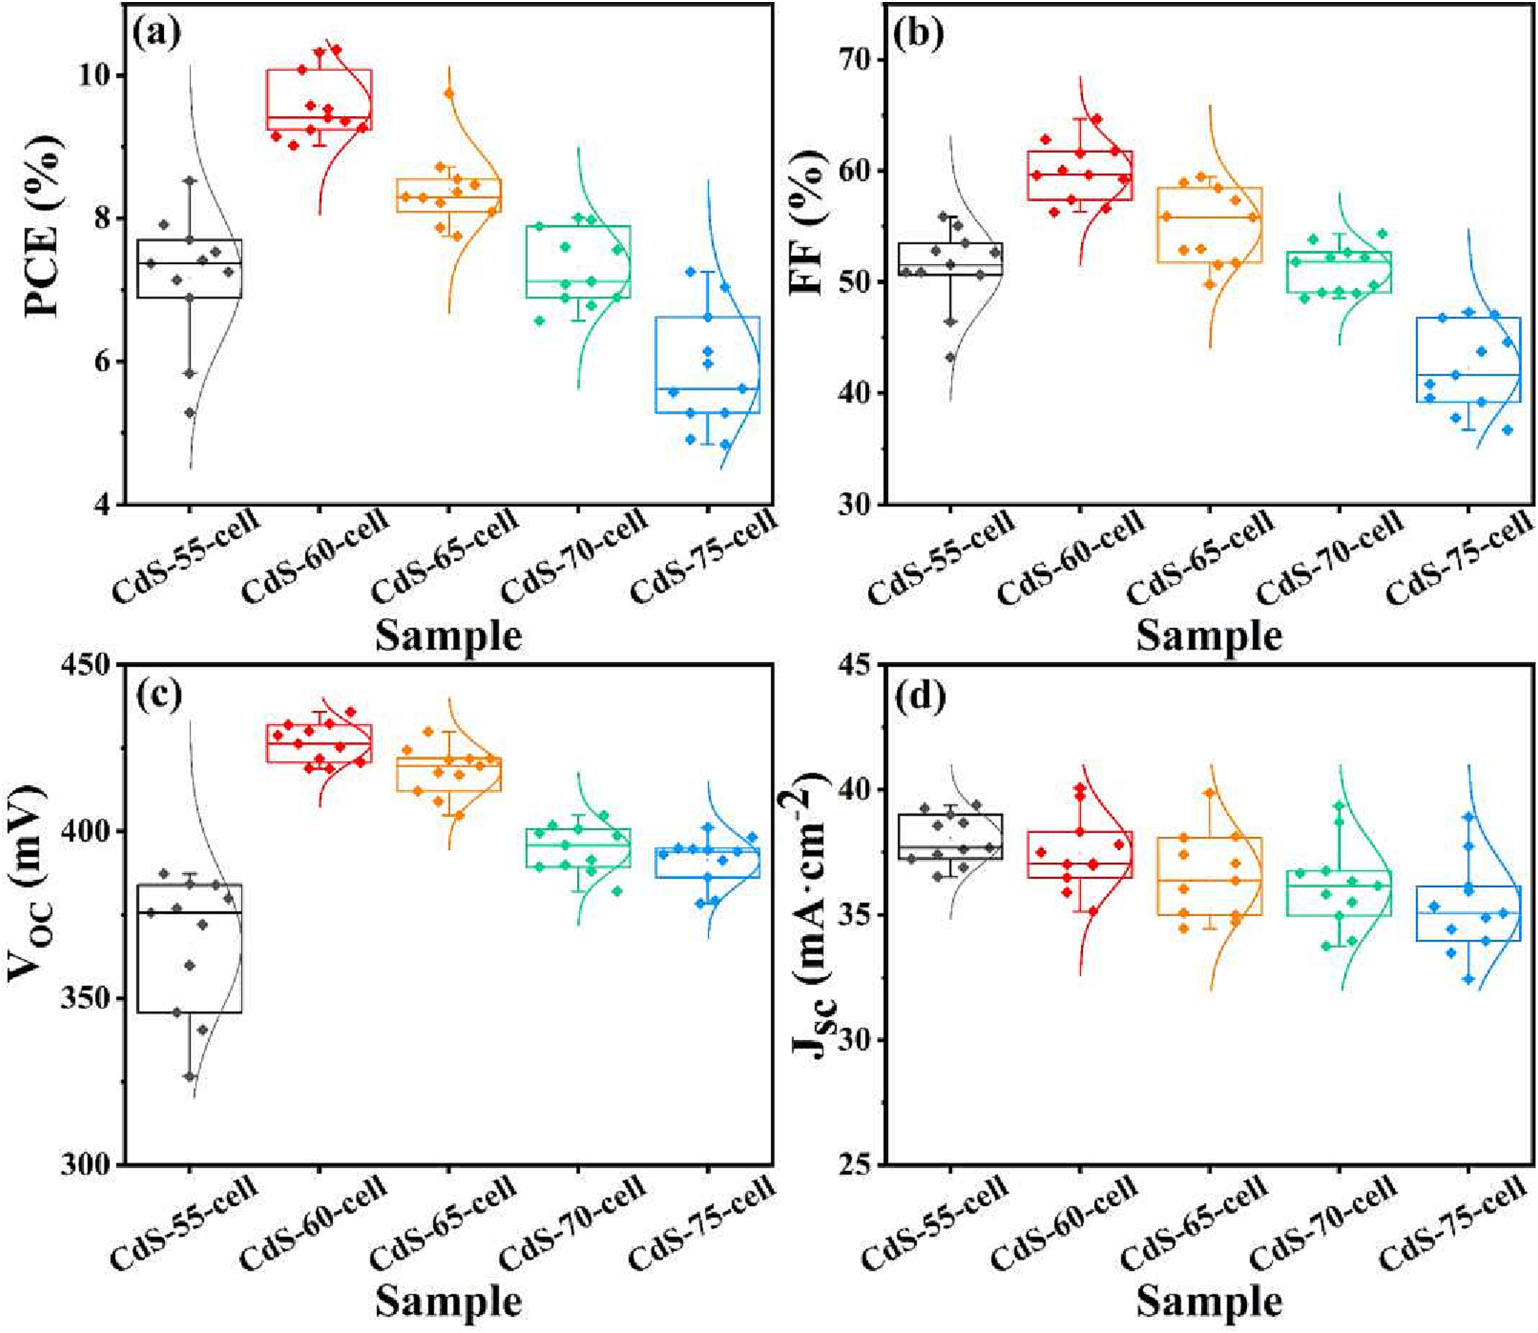 (a)
PCE (%)
10
8
6
4
CdS-55-cell
CdS-60-cell
CdS-65-cell
CdS-70-cell
CdS-75-cell
Sample
(b)
FF (%)
70
60
50
40
30
CdS-55-cell
CdS-60-cell
CdS-65-cell
CdS-70-cell
CdS-75-cell
Sample
(c)
VOC (mV)
450
400
350
300
CdS-55-cell
CdS-60-cell
CdS-65-cell
CdS-70-cell
CdS-75-cell
Sample
(d)
Jsc (mA·cm-2)
45
40
35
30
25
CdS-55-cell
CdS-60-cell
CdS-65-cell
CdS-70-cell
CdS-75-cell
Sample